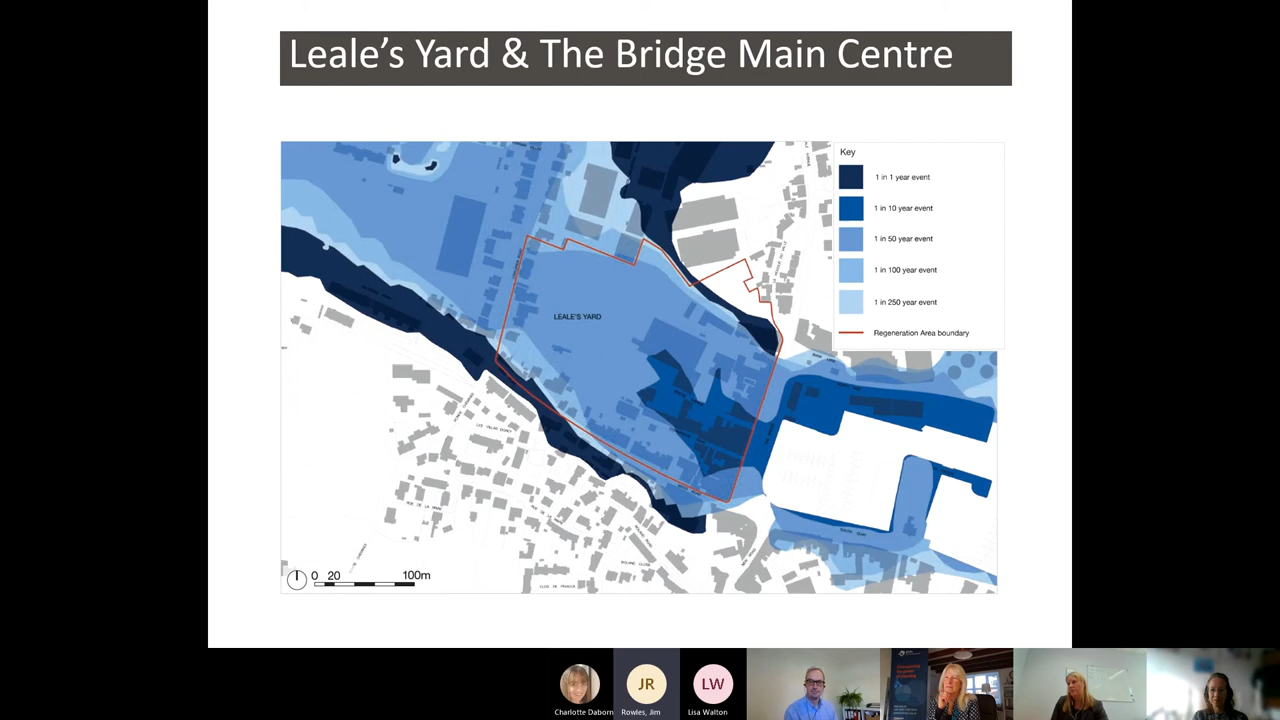 Leale's Yard & The Bridge Main Centre
Key
1 in 1 year event
1 in 10 year event
1 in 50 year event
1 in 100 year event
1 in 250 year event
Regeneration Area boundary
LEALE'S YARD
0 20 100m
JR
LW
Charlotte Daborn
Rowles, Jim
Lisa Walton